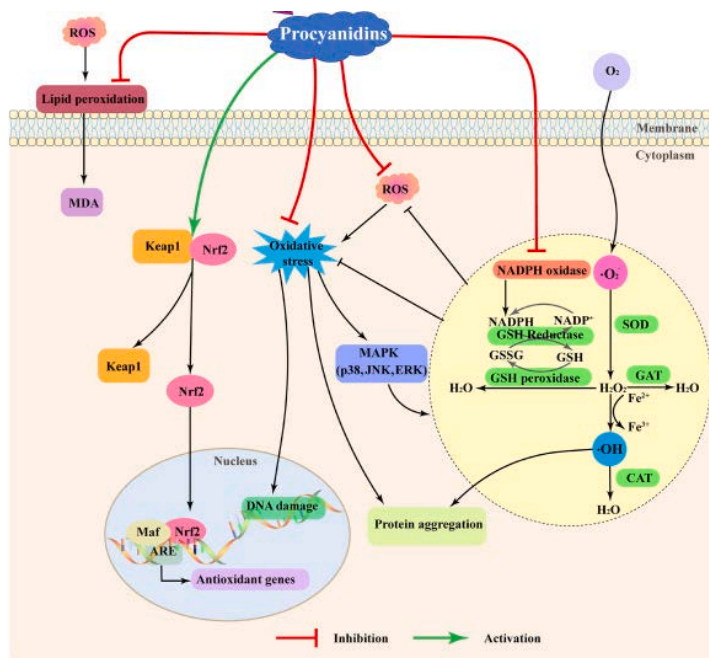 Procyanidins
ROS
O₂
Lipid peroxidation
Membrane
Cytoplasm
MDA
ROS
Keap1
Nrf2
Oxidative
stress
NADPH oxidase
·O₂⁻
NADPH
NADP⁺
SOD
GSH Reductase
GSSG
GSH
MAPK
(p38,JNK,ERK)
Keap1
GSH peroxidase
H₂O
H₂O₂
GAT
H₂O
Nrf2
Fe²⁺
Fe³⁺
·OH
Nucleus
CAT
DNA damage
H₂O
Maf
Nrf2
ARE
Protein aggregation
Antioxidant genes
Inhibition
Activation